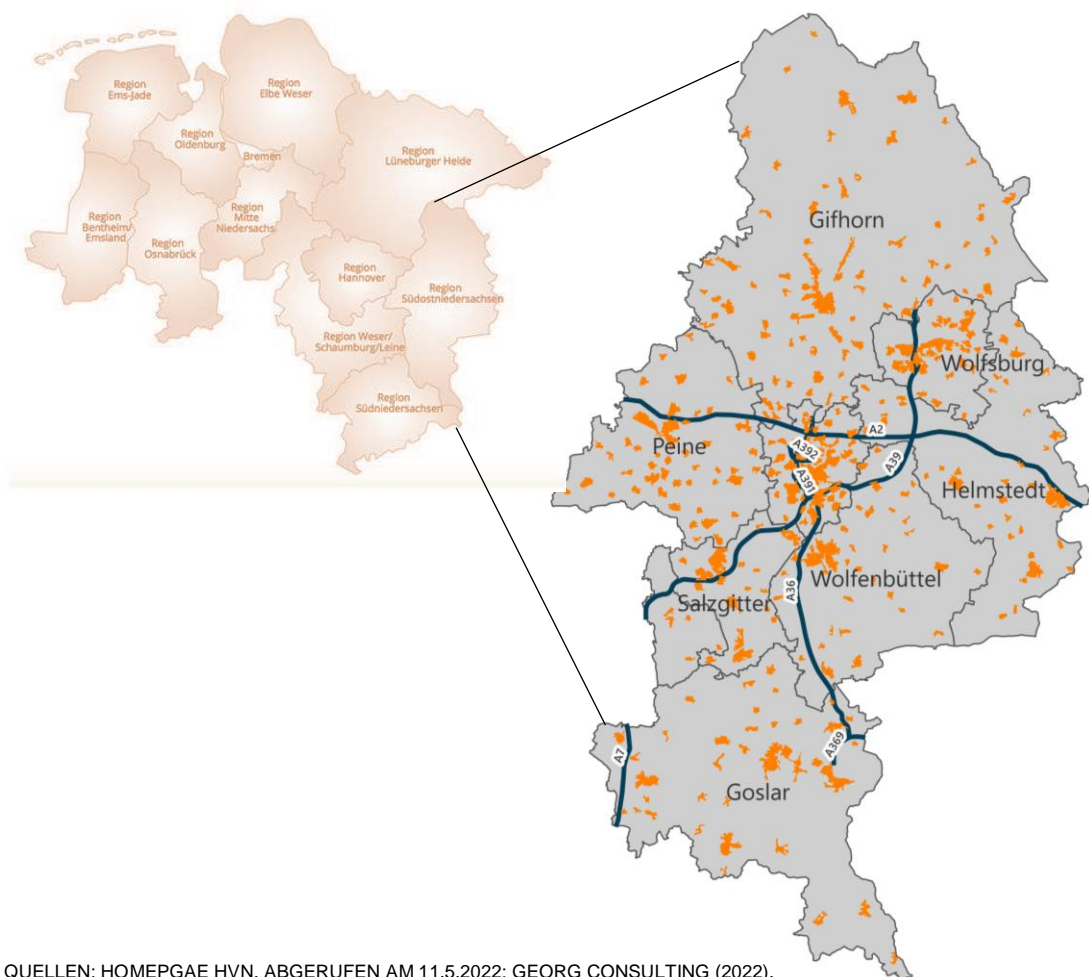 Region
Ems-Jade
Region
Elbe Weser
Region
Oldenburg
Bremen
Region
Lüneburger Heide
Region
Bentheim/
Emsland
Region
Mitte
Niedersachs
Region
Osnabrück
Region
Hannover
Region
Südostniedersachsen
Region Weser/
Schaumburg/Leine
Region
Südniedersachsen
Gifhorn
Wolfsburg
A2
Peine
A392
A39
A391
Helmstedt
Wolfenbüttel
A36
Salzgitter
A7
A369
Goslar
QUELLEN: HOMEPGAE HVN, ABGERUFEN AM 11.5.2022; GEORG CONSULTING (2022).